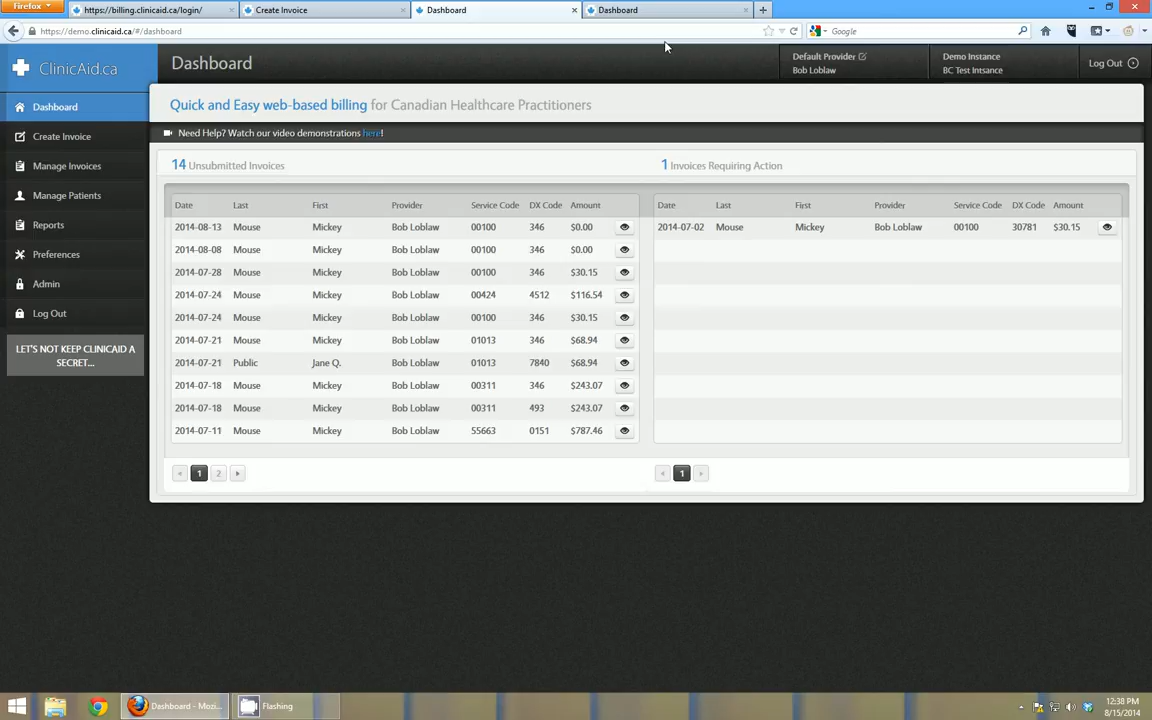 Firefox
https://billing.clinicaid.ca/login/
Create Invoice
Dashboard
Dashboard
https://demo.clinicaid.ca/#/dashboard
Google
ClinicAid.ca
Dashboard
Default Provider
Bob Loblaw
Demo Instance
BC Test Intsance
Log Out
Dashboard
Create Invoice
Manage Invoices
Manage Patients
Reports
Preferences
Admin
Log Out
LET'S NOT KEEP CLINICAID A
SECRET...
Quick and Easy web-based billing for Canadian Healthcare Practitioners
Need Help? Watch our video demonstrations here!
14 Unsubmitted Invoices
Date Last First Provider Service Code DX Code Amount
2014-08-13 Mouse Mickey Bob Loblaw 00100 346 $0.00
2014-08-08 Mouse Mickey Bob Loblaw 00100 346 $0.00
2014-07-28 Mouse Mickey Bob Loblaw 00100 346 $30.15
2014-07-24 Mouse Mickey Bob Loblaw 00424 4512 $116.54
2014-07-24 Mouse Mickey Bob Loblaw 00100 346 $30.15
2014-07-21 Mouse Mickey Bob Loblaw 01013 346 $68.94
2014-07-21 Public Jane Q. Bob Loblaw 01013 7840 $68.94
2014-07-18 Mouse Mickey Bob Loblaw 00311 346 $243.07
2014-07-18 Mouse Mickey Bob Loblaw 00311 493 $243.07
2014-07-11 Mouse Mickey Bob Loblaw 55663 0151 $787.46
1 2
1 Invoices Requiring Action
Date Last First Provider Service Code DX Code Amount
2014-07-02 Mouse Mickey Bob Loblaw 00100 30781 $30.15
1
Dashboard - Mozi...
Flashing
12:38 PM
8/15/2014